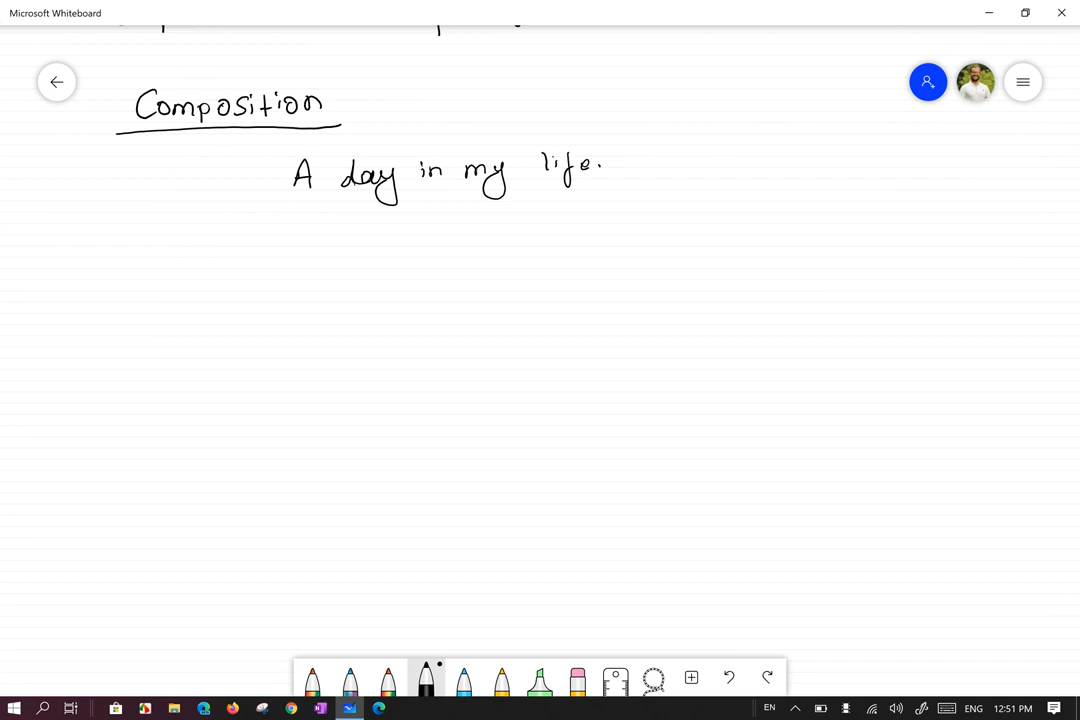 Microsoft Whiteboard
Composition
A day in my life.
EN
ENG
12:51 PM